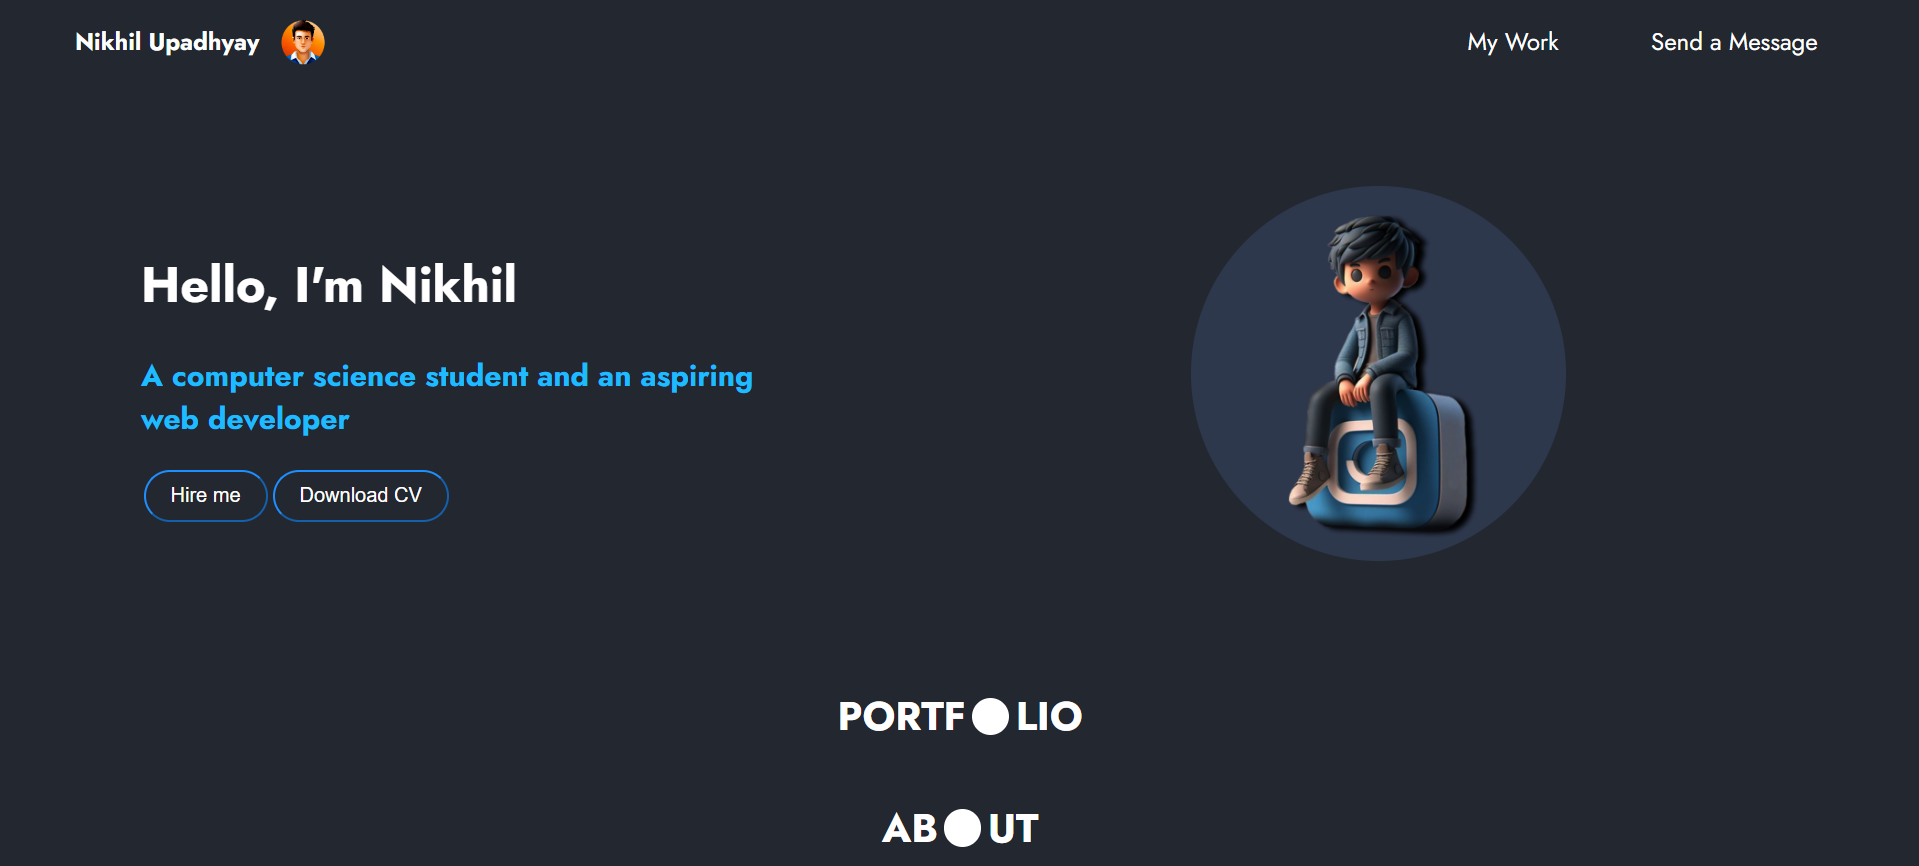 Nikhil Upadhyay
My Work
Send a Message
Hello, I'm Nikhil
A computer science student and an aspiring
web developer
Hire me
Download CV
PORTF●LIO
AB●UT